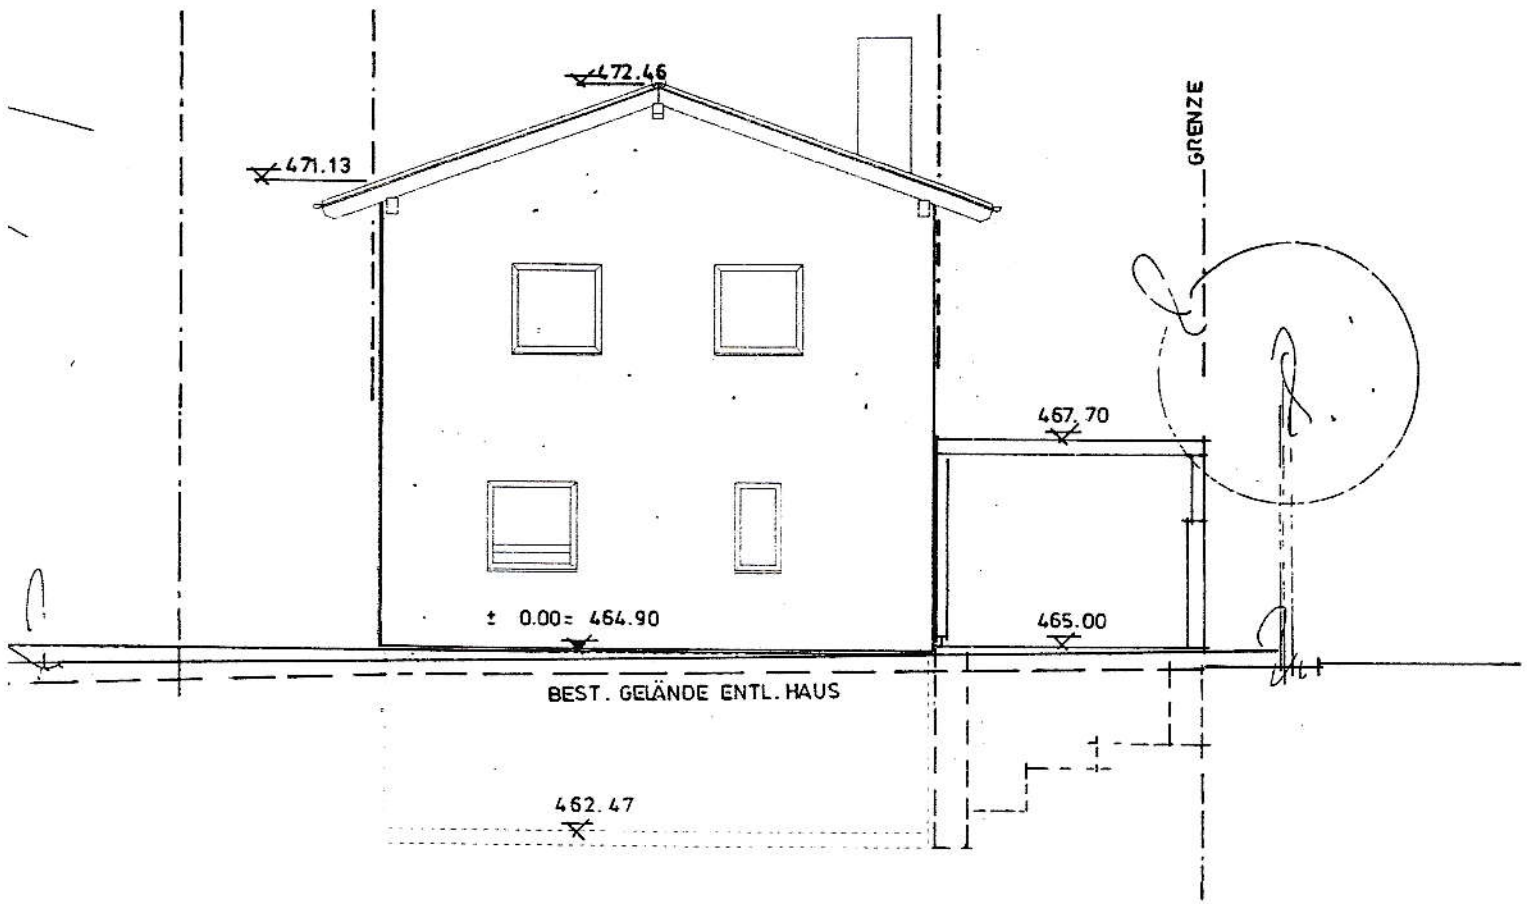 472.46
GRENZE
471.13
467.70
± 0.00= 464.90
465.00
BEST. GELÄNDE ENTL. HAUS
462.47